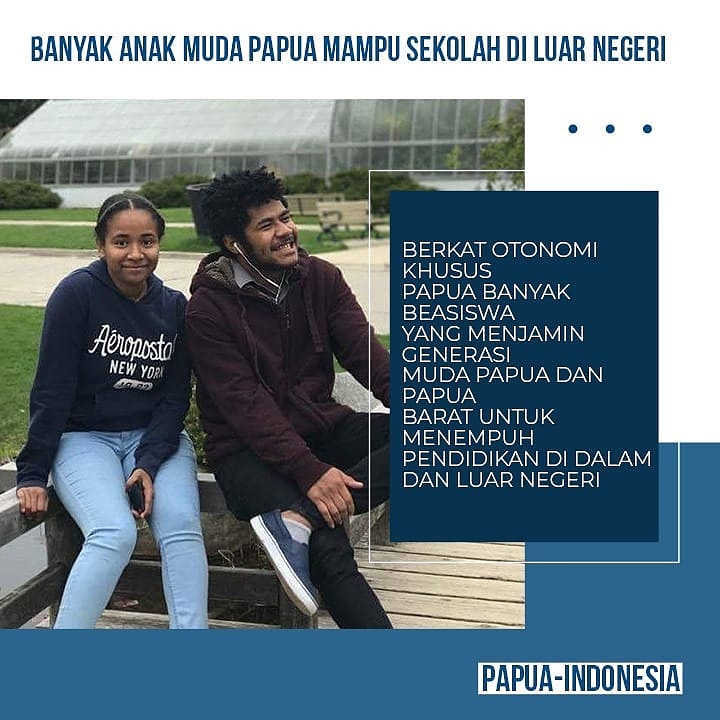 BANYAK ANAK MUDA PAPUA MAMPU SEKOLAH DI LUAR NEGERI
BERKAT OTONOMI
KHUSUS
PAPUA BANYAK
BEASISWA
YANG MENJAMIN
GENERASI
MUDA PAPUA DAN
PAPUA
BARAT UNTUK
MENEMPUH
PENDIDIKAN DI DALAM
DAN LUAR NEGERI
Aéropostal
NEW YORK
PAPUA-INDONESIA